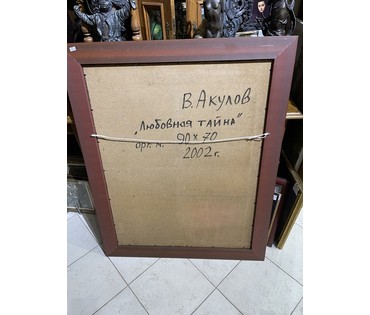 В. Акулов
„Любовная тайна"
орг. м. 90 х 70
2002 г.